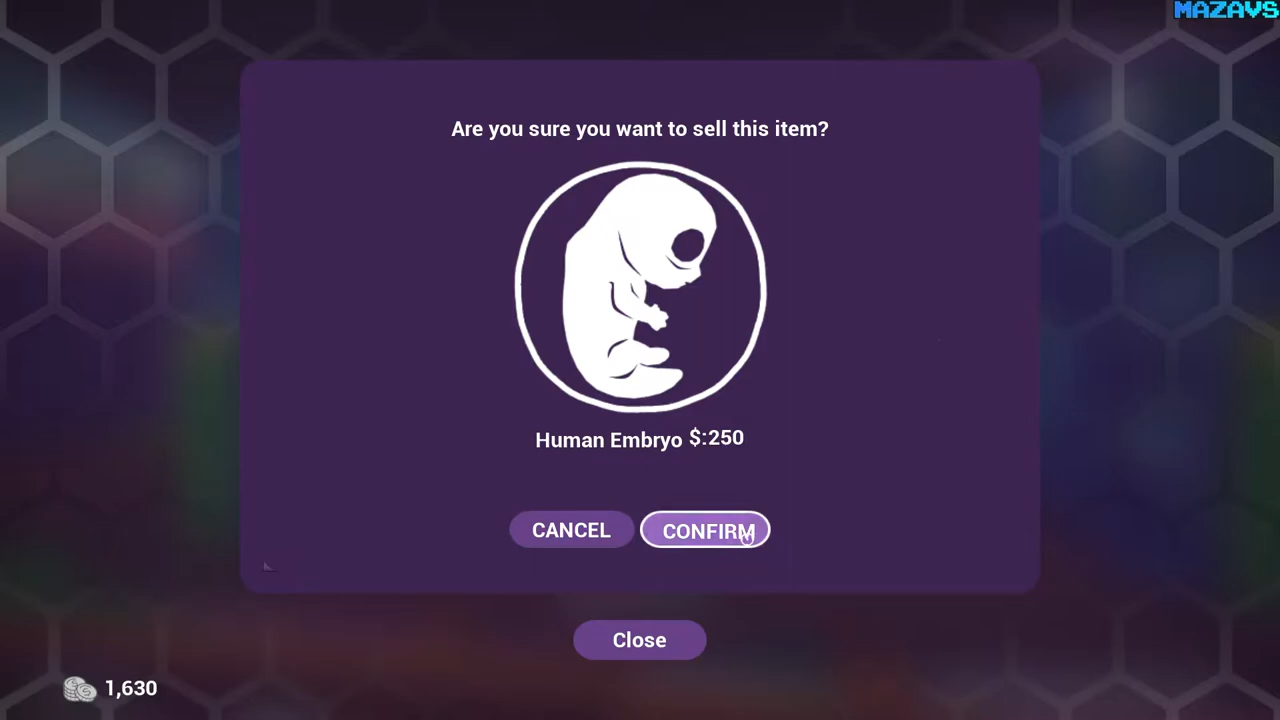 MAZAVS
Are you sure you want to sell this item?
Human Embryo $:250
CANCEL CONFIRM
Close
1,630